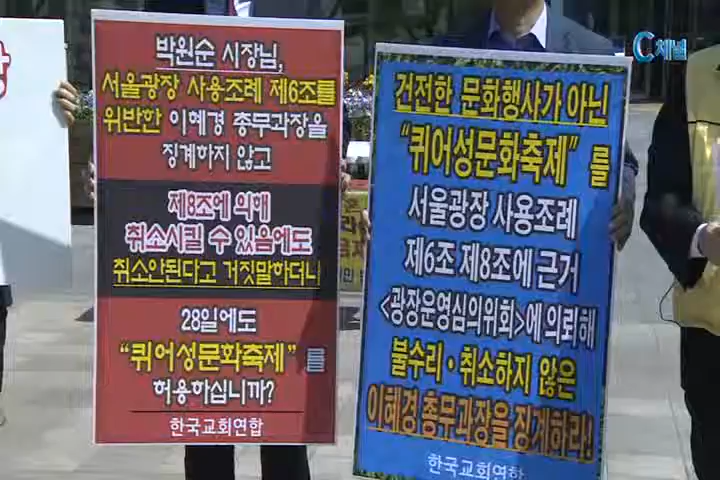 박원순 시장님,
서울광장 사용조례 제6조를
위반한 이혜경 총무과장을
징계하지 않고
제8조에 의해
취소시킬 수 있음에도
취소안된다고 거짓말하더니
28일에도
“퀴어성문화축제”를
허용하십니까?
한국교회연합
건전한 문화행사가 아닌
“퀴어성문화축제”를
서울광장 사용조례
제6조 제8조에 근거
<광장운영심의위회>에 의뢰해
불수리·취소하지 않은
이혜경 총무과장을 징계하라!
한국교회연합
C채널